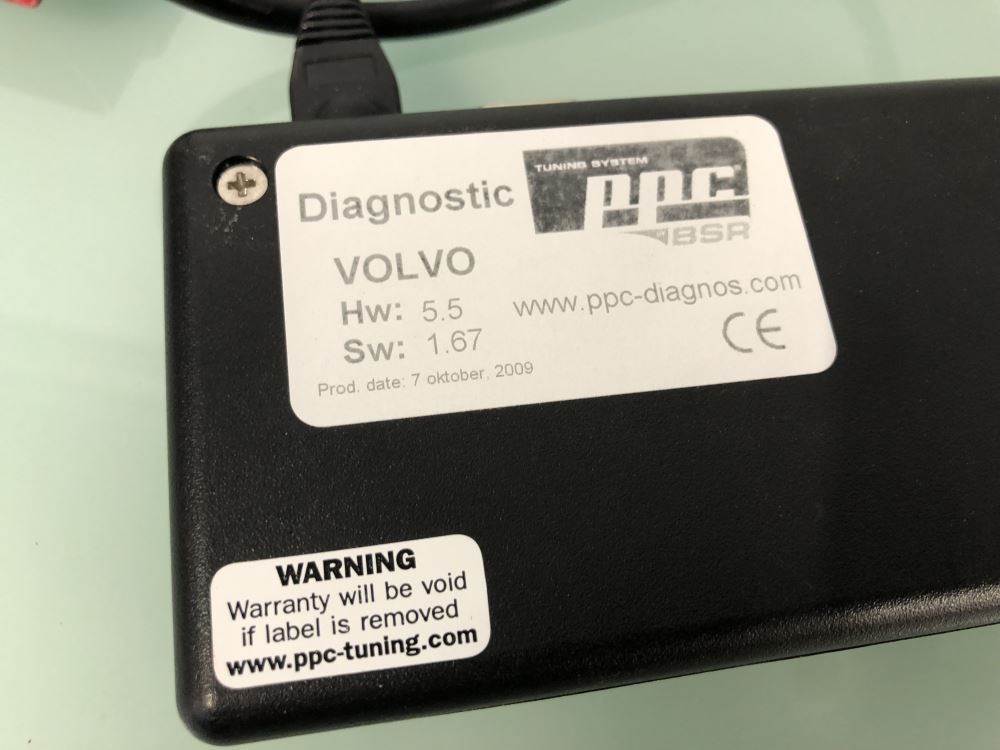 Diagnostic
TUNING SYSTEM
ppc
BSR
VOLVO
Hw: 5.5
www.ppc-diagnos.com
Sw: 1.67
CE
Prod. date: 7 oktober, 2009
WARNING
Warranty will be void
if label is removed
www.ppc-tuning.com